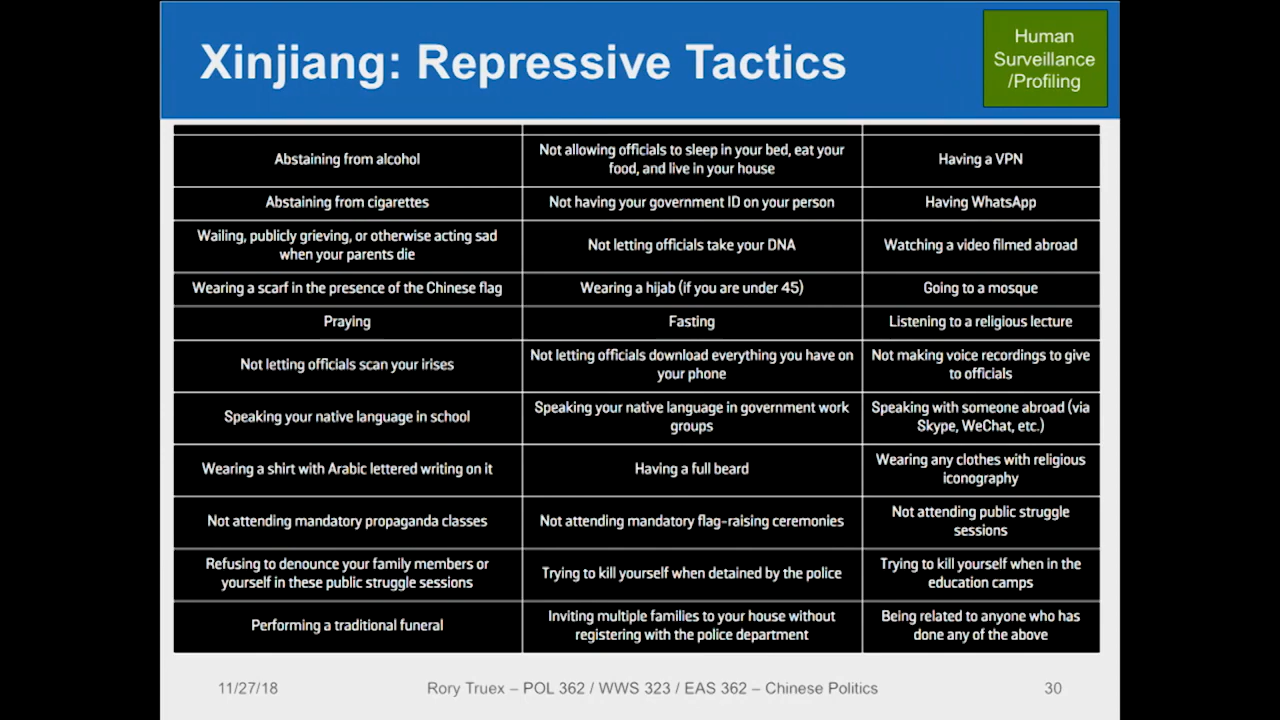 Xinjiang: Repressive Tactics
Human
Surveillance
/Profiling
Abstaining from alcohol
Not allowing officials to sleep in your bed, eat your
food, and live in your house
Having a VPN
Abstaining from cigarettes
Not having your government ID on your person
Having WhatsApp
Wailing, publicly grieving, or otherwise acting sad
when your parents die
Not letting officials take your DNA
Watching a video filmed abroad
Wearing a scarf in the presence of the Chinese flag
Wearing a hijab (if you are under 45)
Going to a mosque
Praying
Fasting
Listening to a religious lecture
Not letting officials scan your irises
Not letting officials download everything you have on
your phone
Not making voice recordings to give
to officials
Speaking your native language in school
Speaking your native language in government work
groups
Speaking with someone abroad (via
Skype, WeChat, etc.)
Wearing a shirt with Arabic lettered writing on it
Having a full beard
Wearing any clothes with religious
iconography
Not attending mandatory propaganda classes
Not attending mandatory flag-raising ceremonies
Not attending public struggle
sessions
Refusing to denounce your family members or
yourself in these public struggle sessions
Trying to kill yourself when detained by the police
Trying to kill yourself when in the
education camps
Performing a traditional funeral
Inviting multiple families to your house without
registering with the police department
Being related to anyone who has
done any of the above
11/27/18
Rory Truex – POL 362 / WWS 323 / EAS 362 – Chinese Politics
30